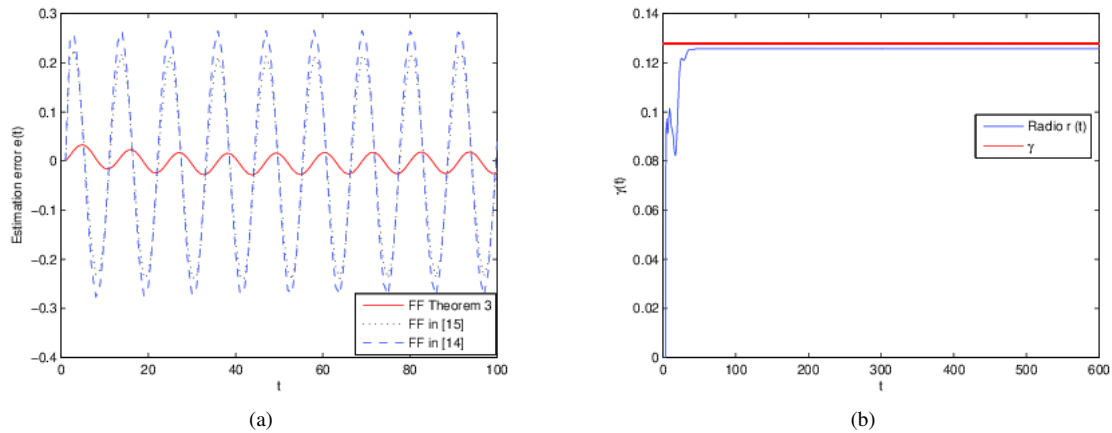 0.3
0.2
0.1
0
−0.1
−0.2
−0.3
−0.4
Estimation error e(t)
0
20
40
60
80
100
t
FF Theorem 3
FF in [15]
FF in [14]
(a)
0.14
0.12
0.1
0.08
0.06
0.04
0.02
0
γ(t)
0
100
200
300
400
500
600
t
Radio r (t)
γ
(b)